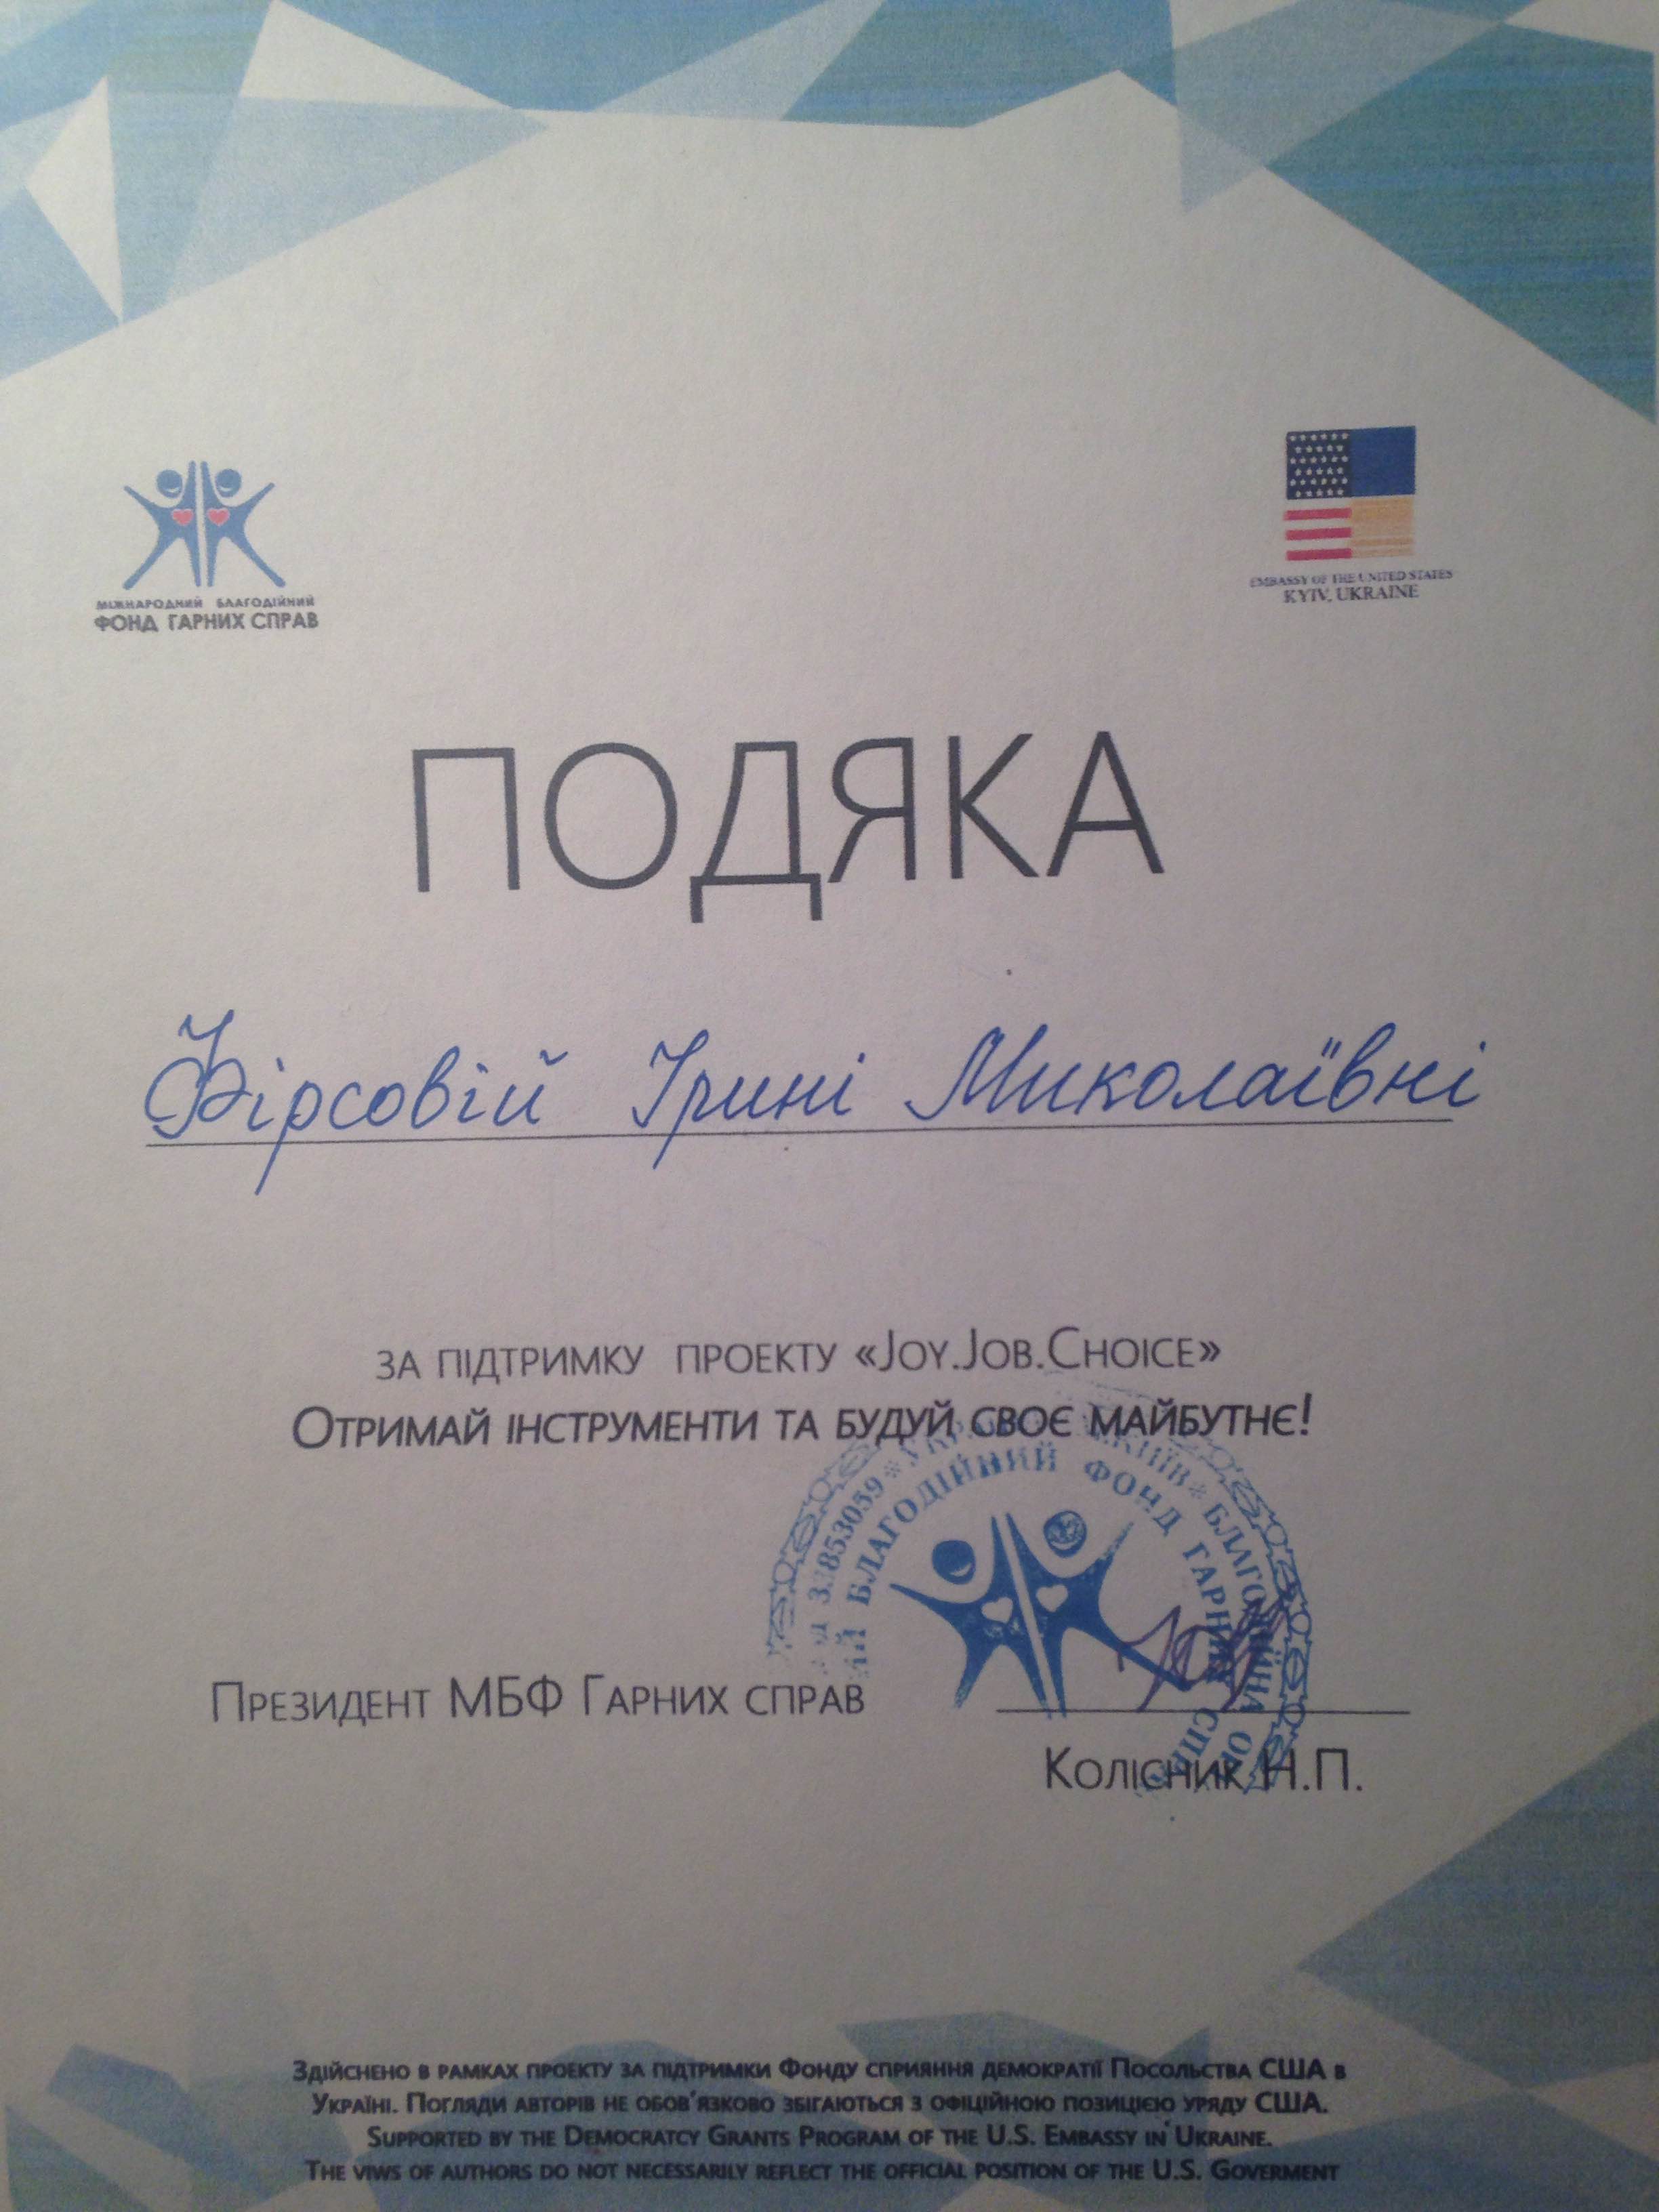 МІЖНАРОДНИЙ БЛАГОДІЙНИЙ
ФОНД ГАРНИХ СПРАВ
EMBASSY OF THE UNITED STATES
KYIV, UKRAINE
ПОДЯКА
Фірсовій Ірині Миколаївні
ЗА ПІДТРИМКУ ПРОЕКТУ «JOY.JOB.CHOICE»
ОТРИМАЙ ІНСТРУМЕНТИ ТА БУДУЙ СВОЄ МАЙБУТНЄ!
БЛАГОДІЙНИЙ ФОНД ГАРНИХ СПР
ПРЕЗИДЕНТ МБФ ГАРНИХ СПРАВ
КОЛІСНИК Н.П.
ЗДІЙСНЕНО В РАМКАХ ПРОЕКТУ ЗА ПІДТРИМКИ ФОНДУ СПРИЯННЯ ДЕМОКРАТІЇ ПОСОЛЬСТВА США В
УКРАЇНІ. ПОГЛЯДИ АВТОРІВ НЕ ОБОВ'ЯЗКОВО ЗБІГАЮТЬСЯ З ОФІЦІЙНОЮ ПОЗИЦІЄЮ УРЯДУ США.
SUPPORTED BY THE DEMOCRATCY GRANTS PROGRAM OF THE U.S. EMBASSY IN UKRAINE.
THE VIWS OF AUTHORS DO NOT NECESSARILY REFLECT THE OFFICIAL POSITION OF THE U.S. GOVERMENT